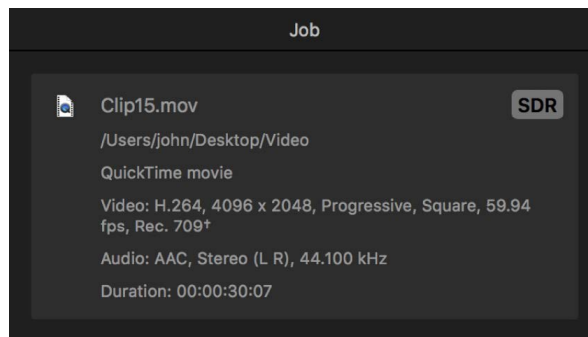 Job
Clip15.mov
SDR
/Users/john/Desktop/Video
QuickTime movie
Video: H.264, 4096 x 2048, Progressive, Square, 59.94
fps, Rec. 709†
Audio: AAC, Stereo (L R), 44.100 kHz
Duration: 00:00:30:07